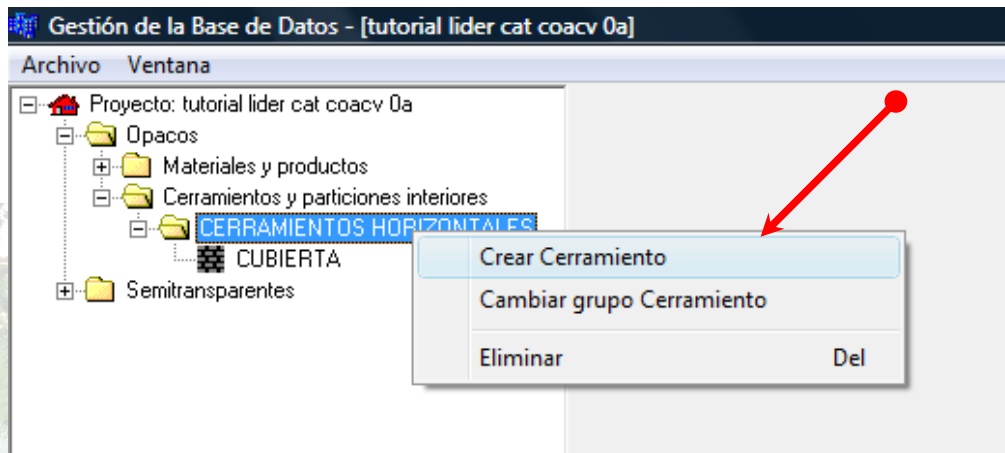 Gestión de la Base de Datos - [tutorial lider cat coacv 0a]
Archivo Ventana
Proyecto: tutorial lider cat coacv 0a
Opacos
Materiales y productos
Cerramientos y particiones interiores
CERRAMIENTOS HORIZONTALES
CUBIERTA
Semitransparentes
Crear Cerramiento
Cambiar grupo Cerramiento
Eliminar Del